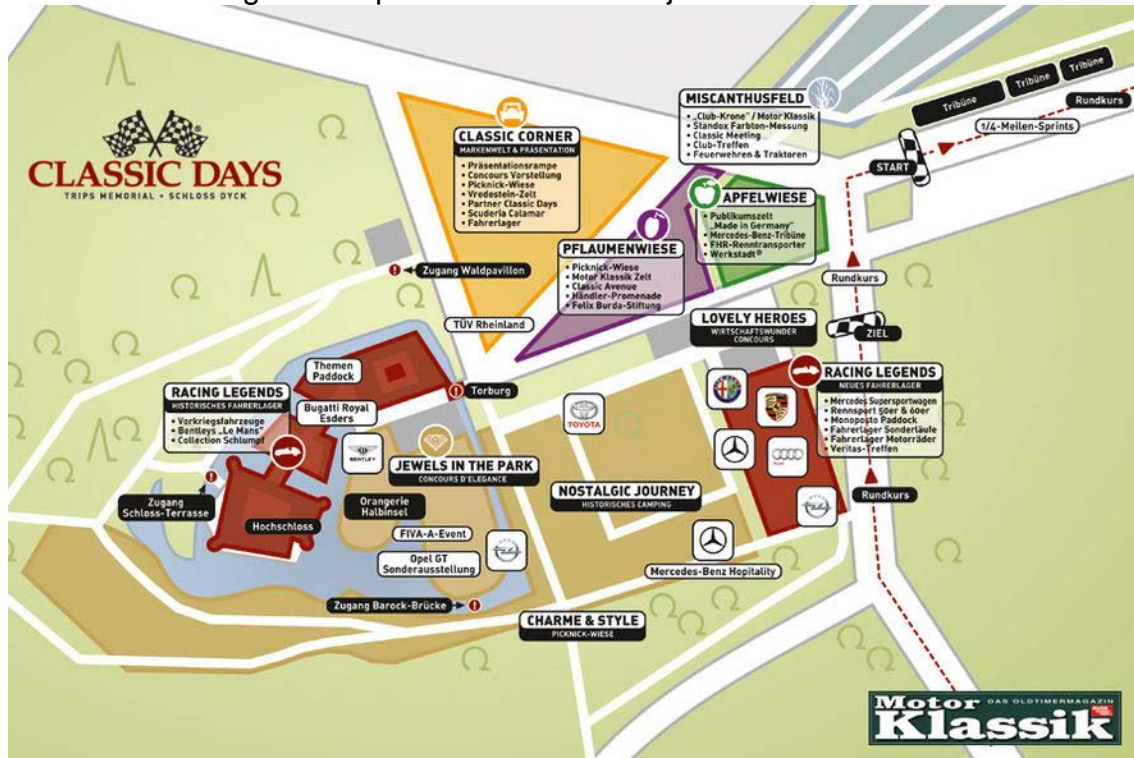 CLASSIC DAYS
TRIPS MEMORIAL • SCHLOSS DYCK
CLASSIC CORNER
MARKENWELT & PRÄSENTATION
• Präsentationsrampe
• Concours Vorstellung
• Picknick-Wiese
• Vredestein-Zelt
• Partner Classic Days
• Scuderia Calamar
• Fahrerlager
MISCANTHUSFELD
• „Club-Krone" / Motor Klassik
• Standox Farbton-Messung
• Classic Meeting
• Club-Treffen
• Feuerwehren & Traktoren
Tribüne
Tribüne
Tribüne
Rundkurs
1/4-Meilen-Sprints
START
APFELWIESE
• Publikumszelt
„Made in Germany"
• Mercedes-Benz-Tribüne
• FHR-Renntransporter
• Werkstadt®
PFLAUMENWIESE
• Picknick-Wiese
• Motor Klassik Zelt
• Classic Avenue
• Händler-Promenade
• Felix Burda-Stiftung
Zugang Waldpavillon
Rundkurs
TÜV Rheinland
LOVELY HEROES
WIRTSCHAFTSWUNDER
CONCOURS
ZIEL
Themen
Paddock
Torburg
RACING LEGENDS
HISTORISCHES FAHRERLAGER
• Vorkriegsfahrzeuge
• Bentleys „Le Mans"
• Collection Schlumpf
Bugatti Royal
Esders
RACING LEGENDS
NEUES FAHRERLAGER
• Mercedes Supersportwagen
• Rennsport 50er & 60er
• Monoposto Paddock
• Fahrerlager Sonderläufe
• Fahrerlager Motorräder
• Veritas-Treffen
TOYOTA
BENTLEY
Audi
JEWELS IN THE PARK
CONCOURS D'ELEGANCE
NOSTALGIC JOURNEY
HISTORISCHES CAMPING
Rundkurs
Zugang
Schloss-Terrasse
Orangerie
Halbinsel
Hochschloss
FIVA-A-Event
Opel GT
Sonderausstellung
Mercedes-Benz Hopitality
Zugang Barock-Brücke
CHARME & STYLE
PICKNICK-WIESE
Motor DAS OLDTIMERMAGAZIN
Klassik